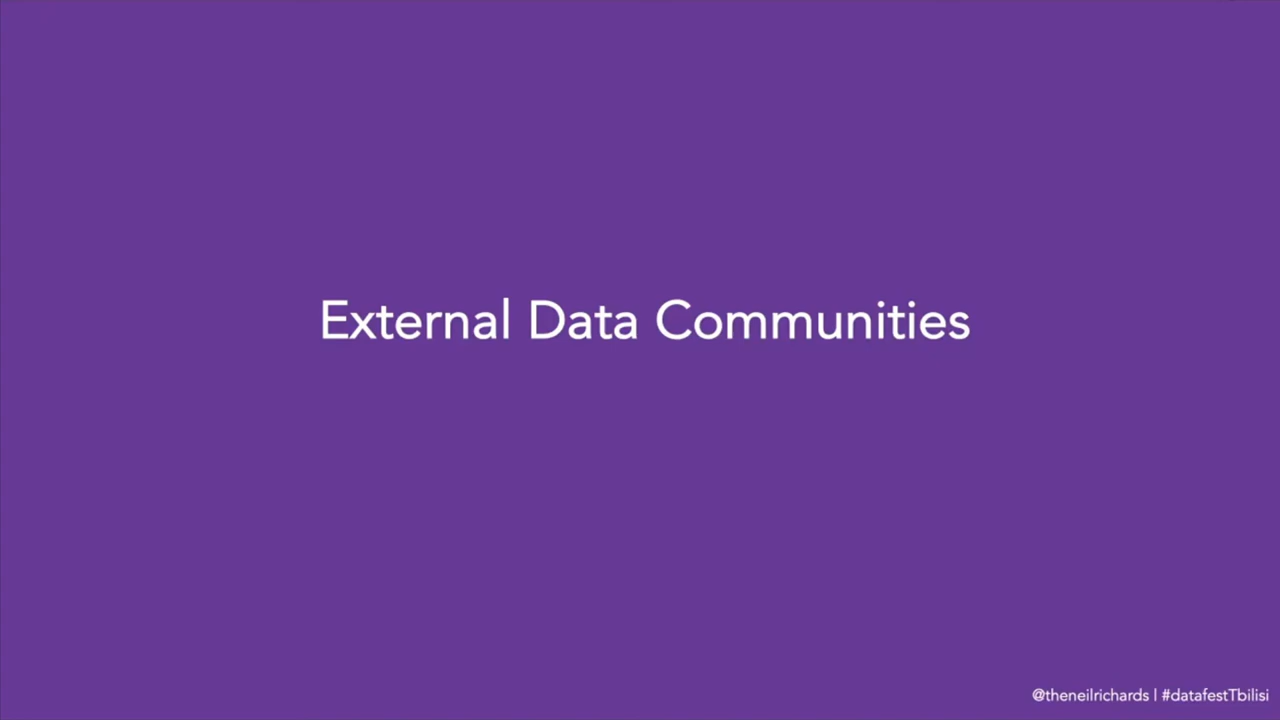 External Data Communities
@theneilrichards | #datafestTbilisi